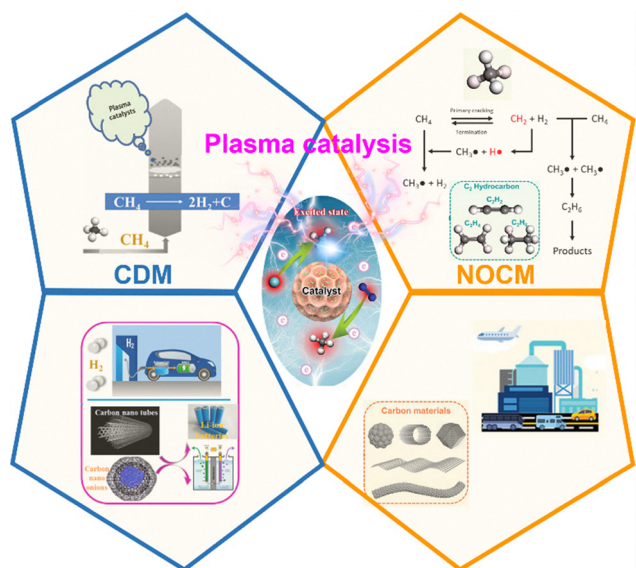 Plasma
catalysts
CH₄ ⟶ 2H₂+C
CH₄
CDM
Plasma catalysis
Excited state
Catalyst
e
e
e
e
e
CH₄
Primary cracking
Termination
CH₂ + H₂
CH₄
CH₃• + H•
CH₃• + H₂
CH₃• + CH₃•
C₂H₆
Products
C₂ Hydrocarbon
C₂H₂
C₂H₄
NOCM
H₂
H₂
Carbon nano tubes
Li-ion
Carbon
nano
onions
Carbon materials